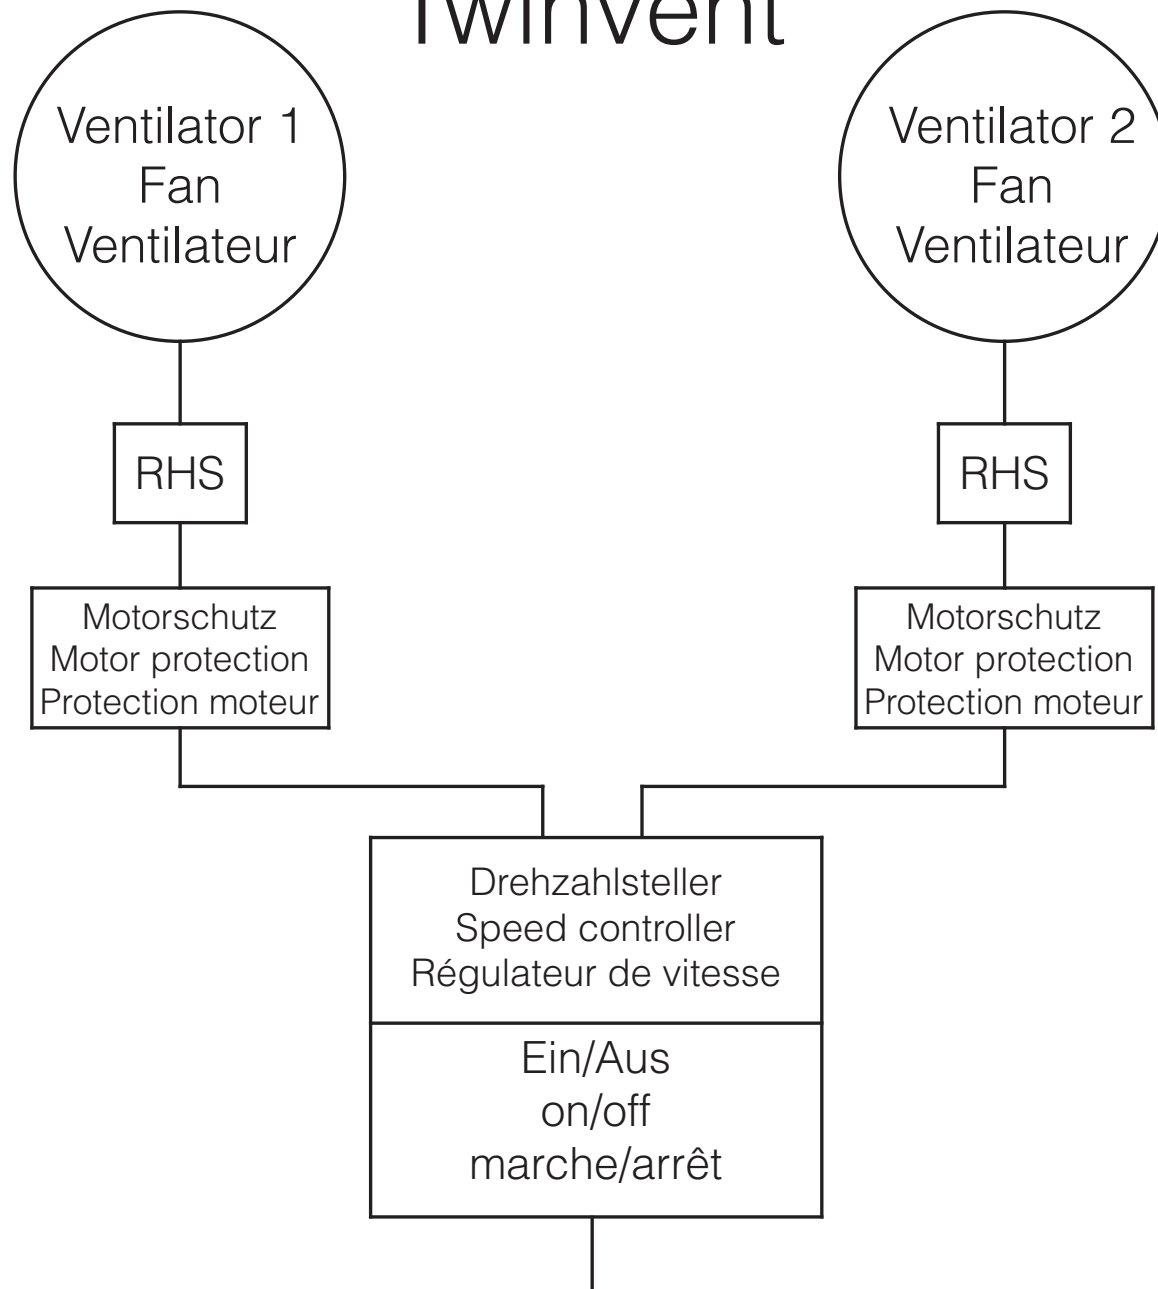 Twinvent
Ventilator 1
Fan
Ventilateur
Ventilator 2
Fan
Ventilateur
RHS
RHS
Motorschutz
Motor protection
Protection moteur
Motorschutz
Motor protection
Protection moteur
Drehzahlsteller
Speed controller
Régulateur de vitesse
Ein/Aus
on/off
marche/arrêt